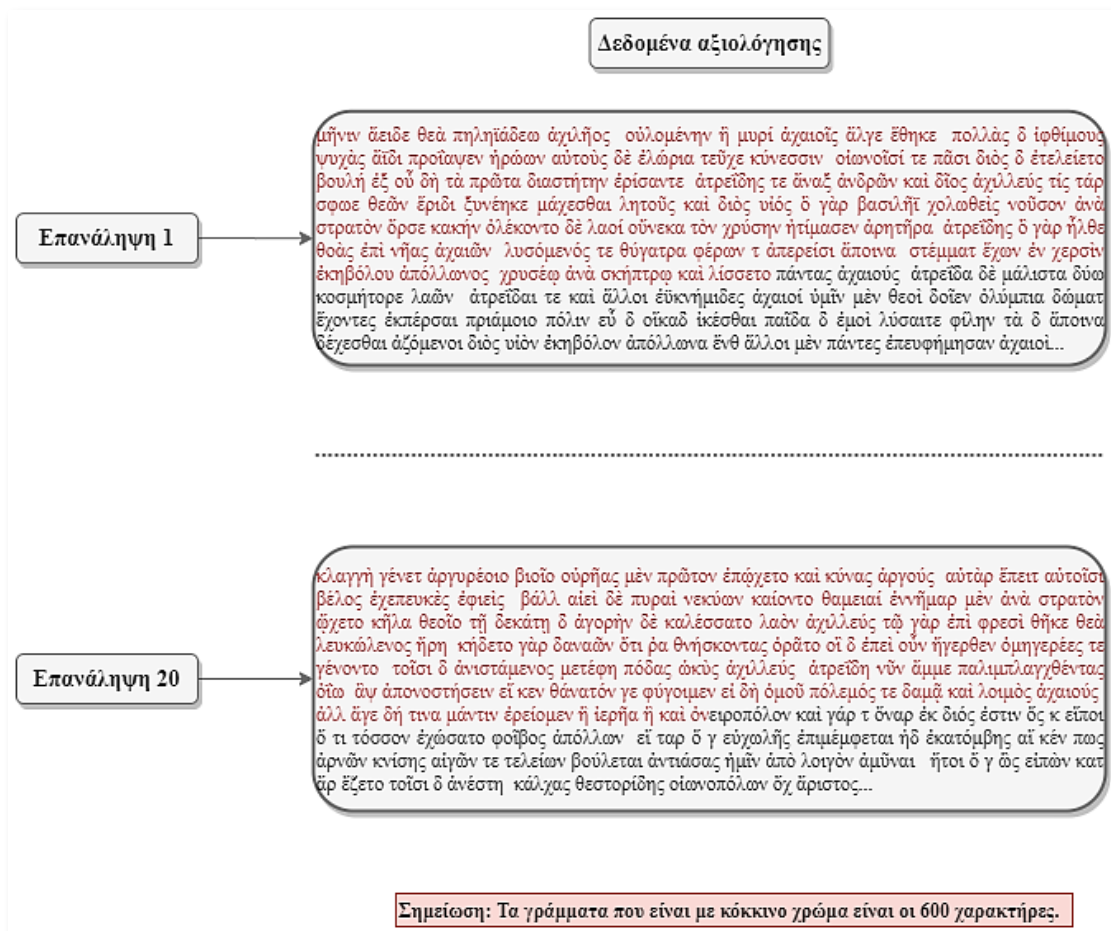 Δεδομένα αξιολόγησης
Επανάληψη 1
μῆνιν ἄειδε θεὰ πηληϊάδεω ἀχιλῆος οὐλομένην ἣ μυρί ἀχαιοῖς ἄλγε ἔθηκε πολλὰς δ ἰφθίμους
ψυχὰς ἄϊδι προΐαψεν ἡρώων αὐτοὺς δὲ ἑλώρια τεῦχε κύνεσσιν οἰωνοῖσί τε πᾶσι διὸς δ ἐτελείετο
βουλή ἐξ οὗ δὴ τὰ πρῶτα διαστήτην ἐρίσαντε ἀτρεΐδης τε ἄναξ ἀνδρῶν καὶ δῖος ἀχιλλεύς τίς τάρ
σφωε θεῶν ἔριδι ξυνέηκε μάχεσθαι λητοῦς καὶ διὸς υἱός ὃ γὰρ βασιλῆϊ χολωθεὶς νοῦσον ἀνὰ
στρατὸν ὄρσε κακήν ὀλέκοντο δὲ λαοί οὕνεκα τὸν χρύσην ἠτίμασεν ἀρητῆρα ἀτρεΐδης ὃ γὰρ ἦλθε
θοὰς ἐπὶ νῆας ἀχαιῶν λυσόμενός τε θύγατρα φέρων τ ἀπερείσι ἄποινα στέμματ ἔχων ἐν χερσὶν
ἑκηβόλου ἀπόλλωνος χρυσέῳ ἀνὰ σκήπτρῳ καὶ λίσσετο πάντας ἀχαιούς ἀτρεΐδα δὲ μάλιστα δύω
κοσμήτορε λαῶν ἀτρεΐδαι τε καὶ ἄλλοι ἐϋκνήμιδες ἀχαιοί ὑμῖν μὲν θεοὶ δοῖεν ὀλύμπια δώματ
ἔχοντες ἐκπέρσαι πριάμοιο πόλιν εὖ δ οἴκαδ ἱκέσθαι παῖδα δ ἐμοὶ λύσαιτε φίλην τὰ δ ἄποινα
δέχεσθαι ἁζόμενοι διὸς υἱὸν ἑκηβόλον ἀπόλλωνα ἔνθ ἄλλοι μὲν πάντες ἐπευφήμησαν ἀχαιοὶ...
Επανάληψη 20
κλαγγὴ γένετ ἀργυρέοιο βιοῖο οὐρῆας μὲν πρῶτον ἐπῴχετο καὶ κύνας ἀργούς αὐτὰρ ἔπειτ αὐτοῖσι
βέλος ἐχεπευκὲς ἐφιεὶς βάλλ αἰεὶ δὲ πυραὶ νεκύων καίοντο θαμειαί ἐννῆμαρ μὲν ἀνὰ στρατὸν
ᾤχετο κῆλα θεοῖο τῇ δεκάτῃ δ ἀγορὴν δὲ καλέσσατο λαὸν ἀχιλλεύς τῷ γὰρ ἐπὶ φρεσὶ θῆκε θεὰ
λευκώλενος ἥρη κήδετο γὰρ δαναῶν ὅτι ῥα θνήσκοντας ὁρᾶτο οἳ δ ἐπεὶ οὖν ἤγερθεν ὁμηγερέες τε
γένοντο τοῖσι δ ἀνιστάμενος μετέφη πόδας ὠκὺς ἀχιλλεύς ἀτρεΐδη νῦν ἄμμε παλιμπλαγχθέντας
ὀΐω ἂψ ἀπονοστήσειν εἴ κεν θάνατόν γε φύγοιμεν εἰ δὴ ὁμοῦ πόλεμός τε δαμᾷ καὶ λοιμὸς ἀχαιούς
ἀλλ ἄγε δή τινα μάντιν ἐρείομεν ἢ ἱερῆα ἢ καὶ ὀνειροπόλον καὶ γάρ τ ὄναρ ἐκ διός ἐστιν ὅς κ εἴποι
ὅ τι τόσσον ἐχώσατο φοῖβος ἀπόλλων εἴ ταρ ὅ γ εὐχωλῆς ἐπιμέμφεται ἠδ ἑκατόμβης αἴ κέν πως
ἀρνῶν κνίσης αἰγῶν τε τελείων βούλεται ἀντιάσας ἡμῖν ἀπὸ λοιγὸν ἀμῦναι ἤτοι ὅ γ ὣς εἰπὼν κατ
ἄρ ἕζετο τοῖσι δ ἀνέστη κάλχας θεστορίδης οἰωνοπόλων ὄχ ἄριστος...
Σημείωση: Τα γράμματα που είναι με κόκκινο χρώμα είναι οι 600 χαρακτήρες.